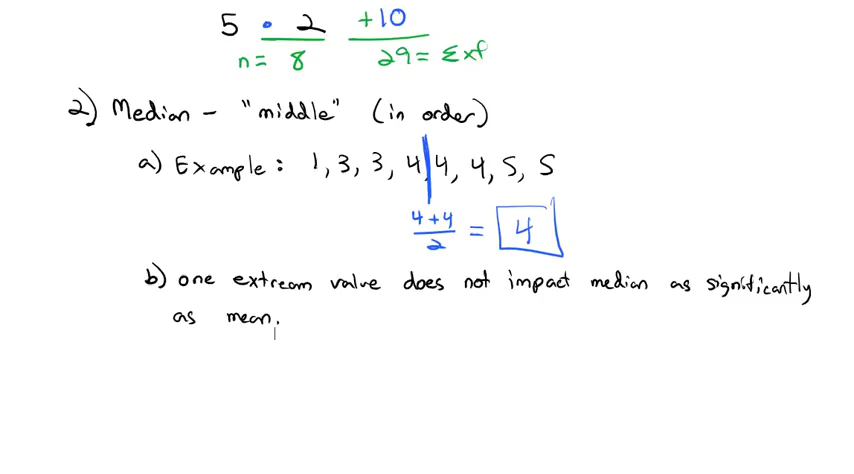 5 • 2 +10
n= 8 29= Σxf
2) Median - "middle" (in order)
a) Example: 1, 3, 3, 4, 4, 4, 5, 5
4+4
2
= 4
b) one extream value does not impact median as significantly
as mean.